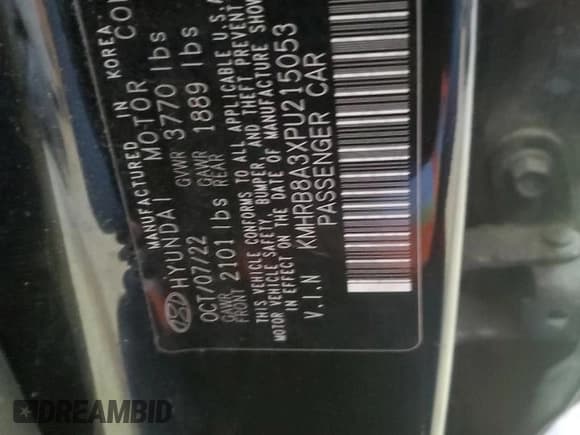 MANUFACTURED IN KOREA
HYUNDAI MOTOR CO
OCT/07/22 GVWR 3770 lbs
GAWR FRONT 2101 lbs GAWR REAR 1889 lbs
THIS VEHICLE CONFORMS TO ALL APPLICABLE U.S.A
VEHICLE SAFETY, BUMPER, AND THEFT PREVENT
IN EFFECT ON THE DATE OF MANUFACTURE SHOW
V.I.N KMHRB8A3XPU215053
PASSENGER CAR
DREAMBID